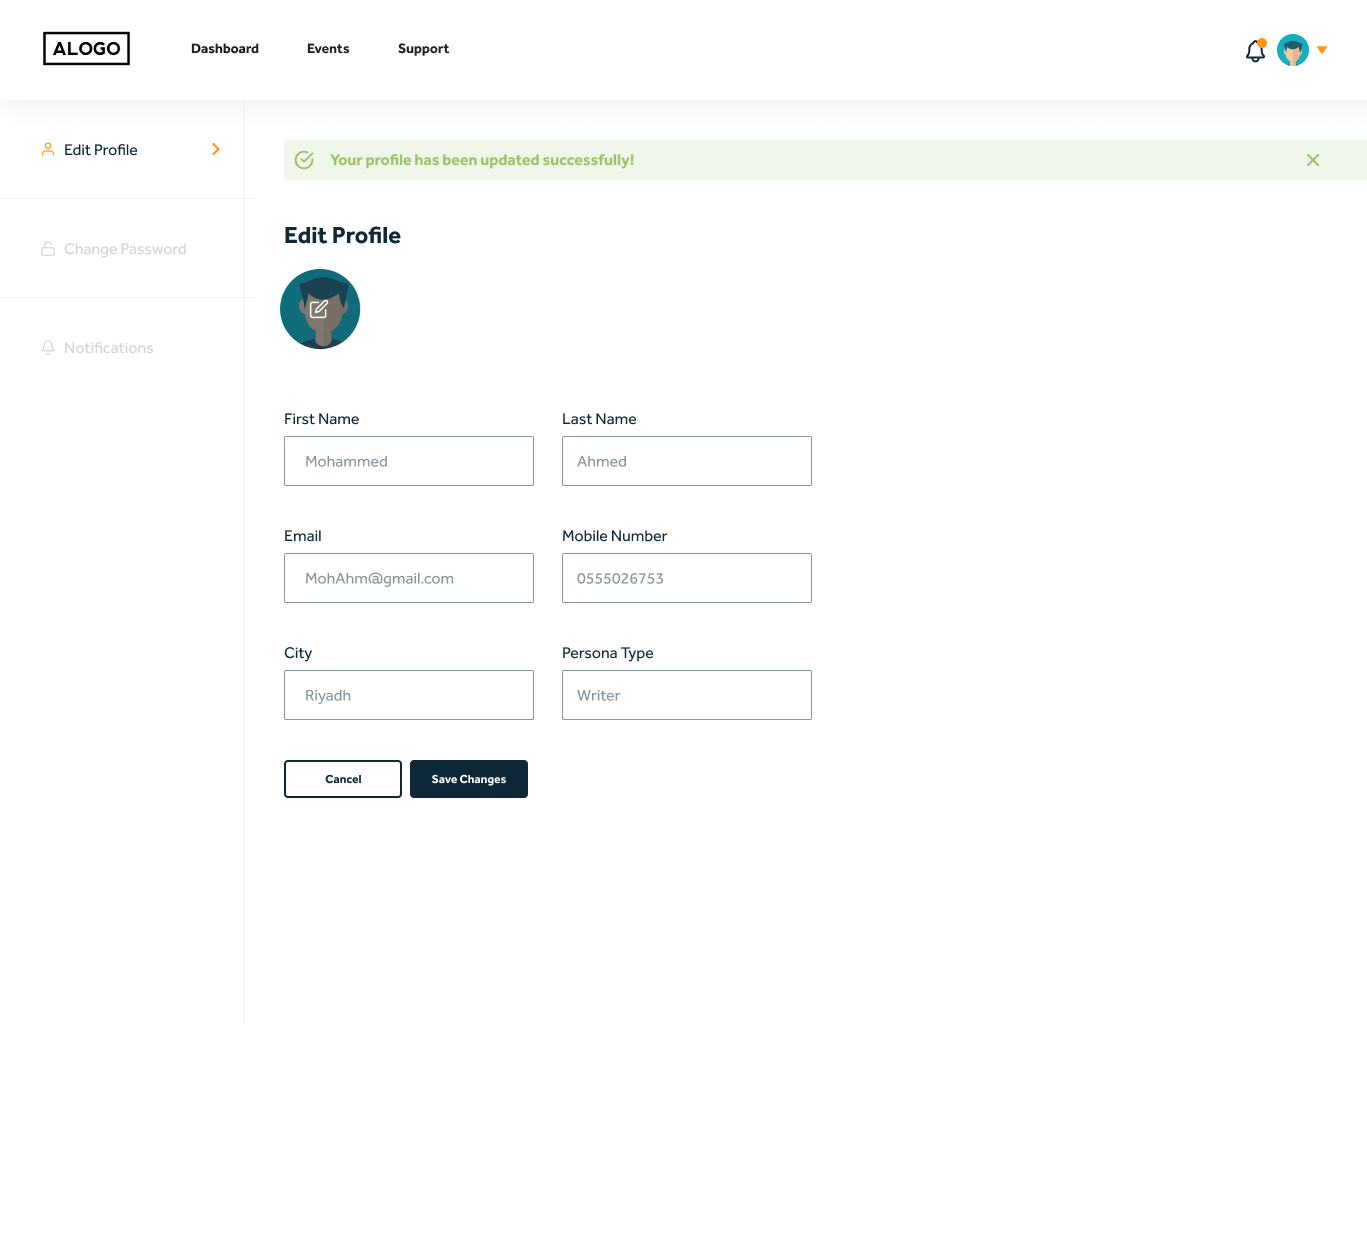 ALOGO
Dashboard Events Support
Edit Profile
Change Password
Notifications
Your profile has been updated successfully!
Edit Profile
First Name Last Name
Mohammed Ahmed
Email Mobile Number
MohAhm@gmail.com 0555026753
City Persona Type
Riyadh Writer
Cancel Save Changes